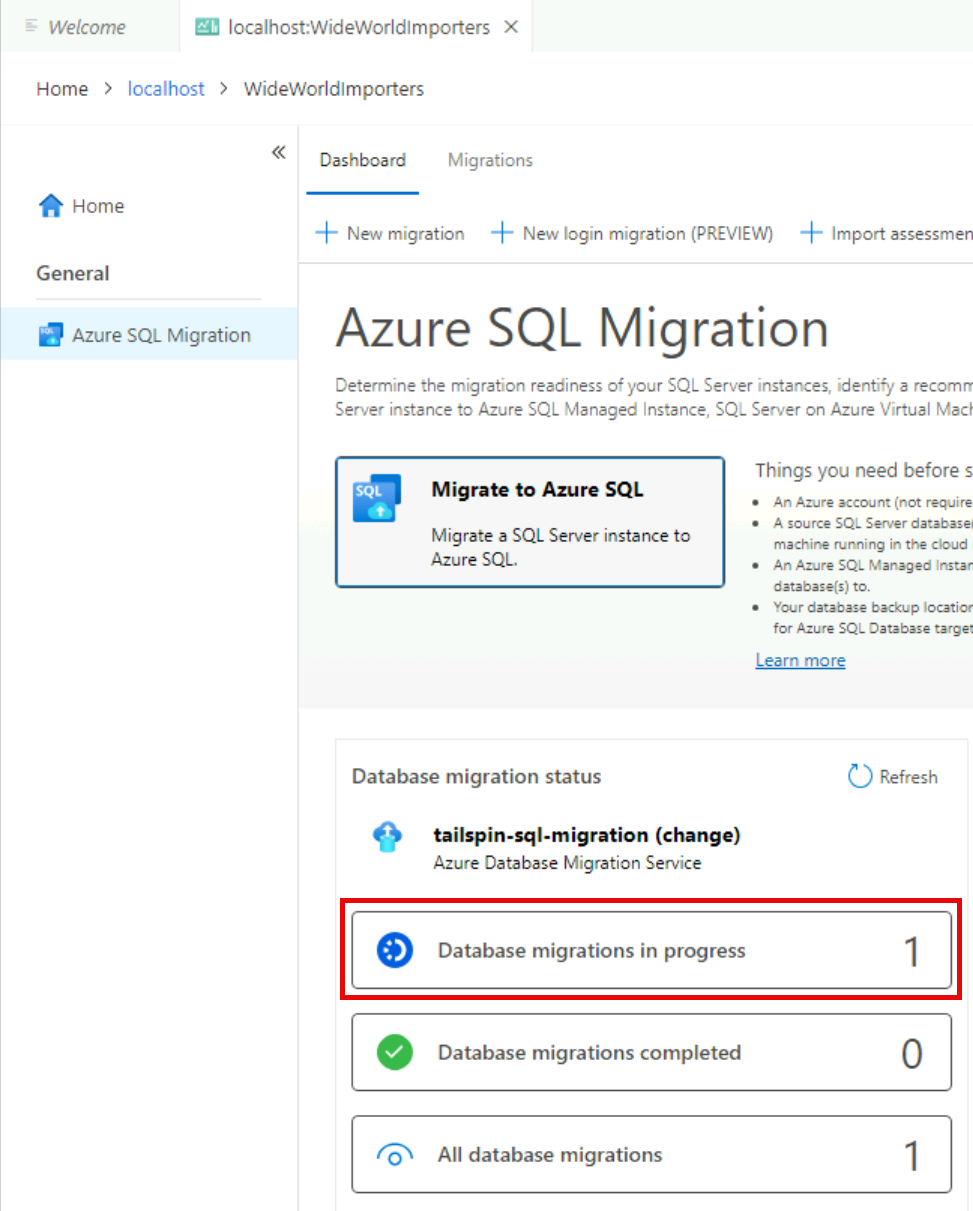 Welcome
localhost:WideWorldImporters
Home > localhost > WideWorldImporters
Dashboard
Migrations
Home
New migration
New login migration (PREVIEW)
Import assessmen
General
Azure SQL Migration
Azure SQL Migration
Determine the migration readiness of your SQL Server instances, identify a recomm
Server instance to Azure SQL Managed Instance, SQL Server on Azure Virtual Mach
SQL
Migrate to Azure SQL
Migrate a SQL Server instance to
Azure SQL.
Things you need before s
• An Azure account (not require
• A source SQL Server database(
machine running in the cloud
• An Azure SQL Managed Instan
database(s) to.
• Your database backup location
for Azure SQL Database target
Learn more
Database migration status
Refresh
tailspin-sql-migration (change)
Azure Database Migration Service
Database migrations in progress 1
Database migrations completed 0
All database migrations 1